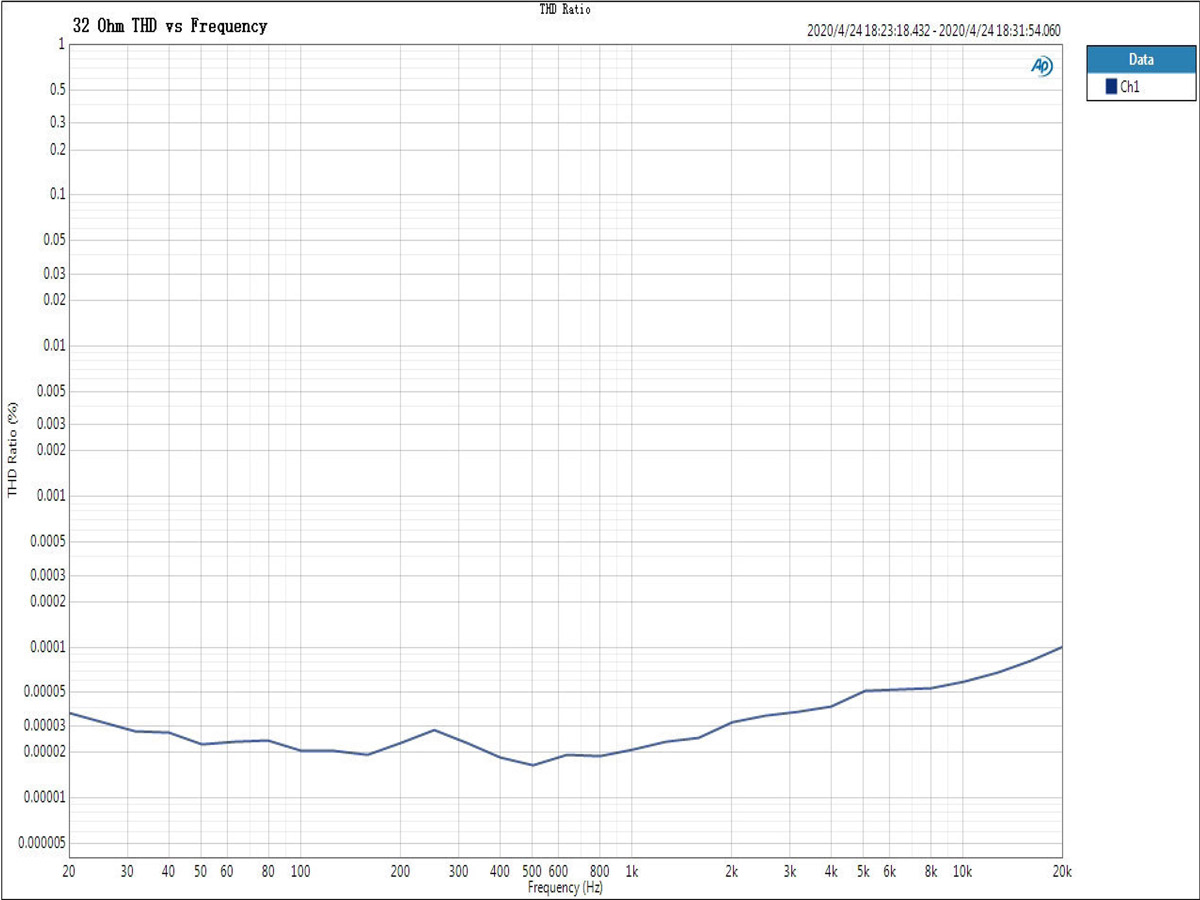 THD Ratio
32 Ohm THD vs Frequency
2020/4/24 18:23:18.432 - 2020/4/24 18:31:54.060
AP
Data
Ch1
THD Ratio (%)
1
0.5
0.3
0.2
0.1
0.05
0.03
0.02
0.01
0.005
0.003
0.002
0.001
0.0005
0.0003
0.0002
0.0001
0.00005
0.00003
0.00002
0.00001
0.000005
20 30 40 50 60 80 100 200 300 400 500 600 800 1k 2k 3k 4k 5k 6k 8k 10k 20k
Frequency (Hz)